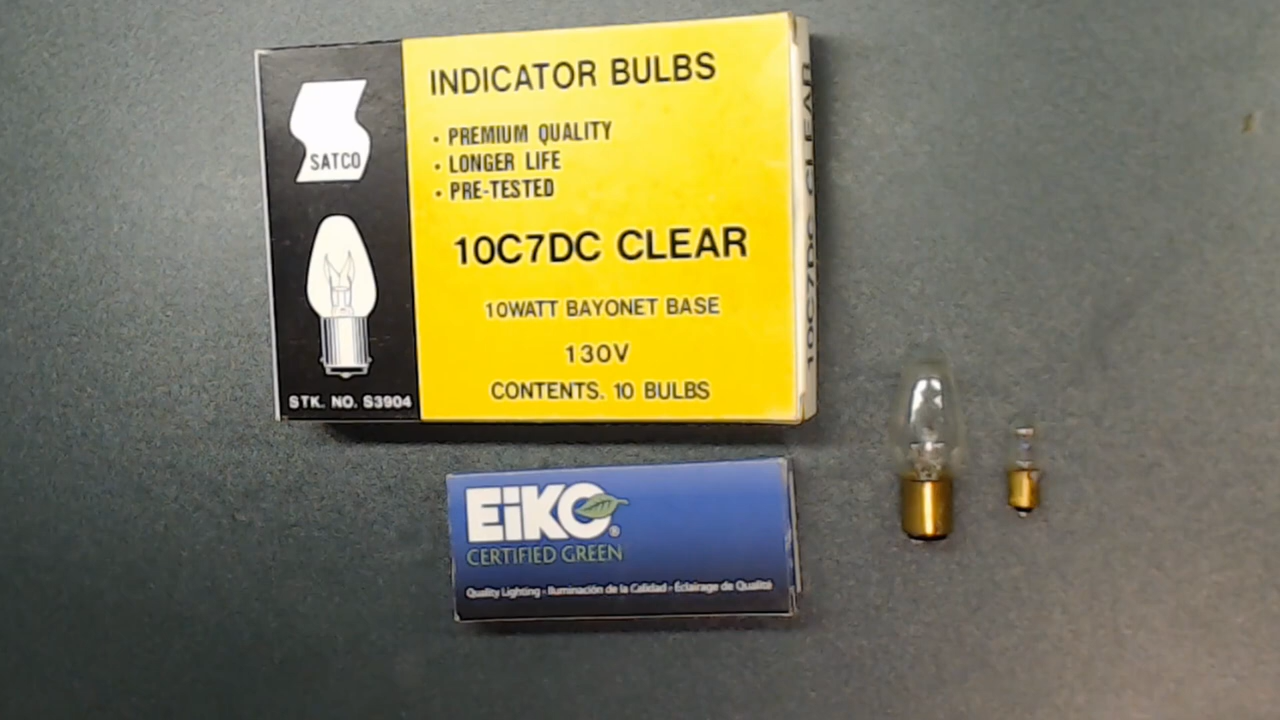 SATCO
STK. NO. S3904
INDICATOR BULBS
• PREMIUM QUALITY
• LONGER LIFE
• PRE-TESTED
10C7DC CLEAR
10WATT BAYONET BASE
130V
CONTENTS. 10 BULBS
10C7DC CLEAR
EiKO®
CERTIFIED GREEN
Quality Lighting • Iluminación de la Calidad • Éclairage de Qualité